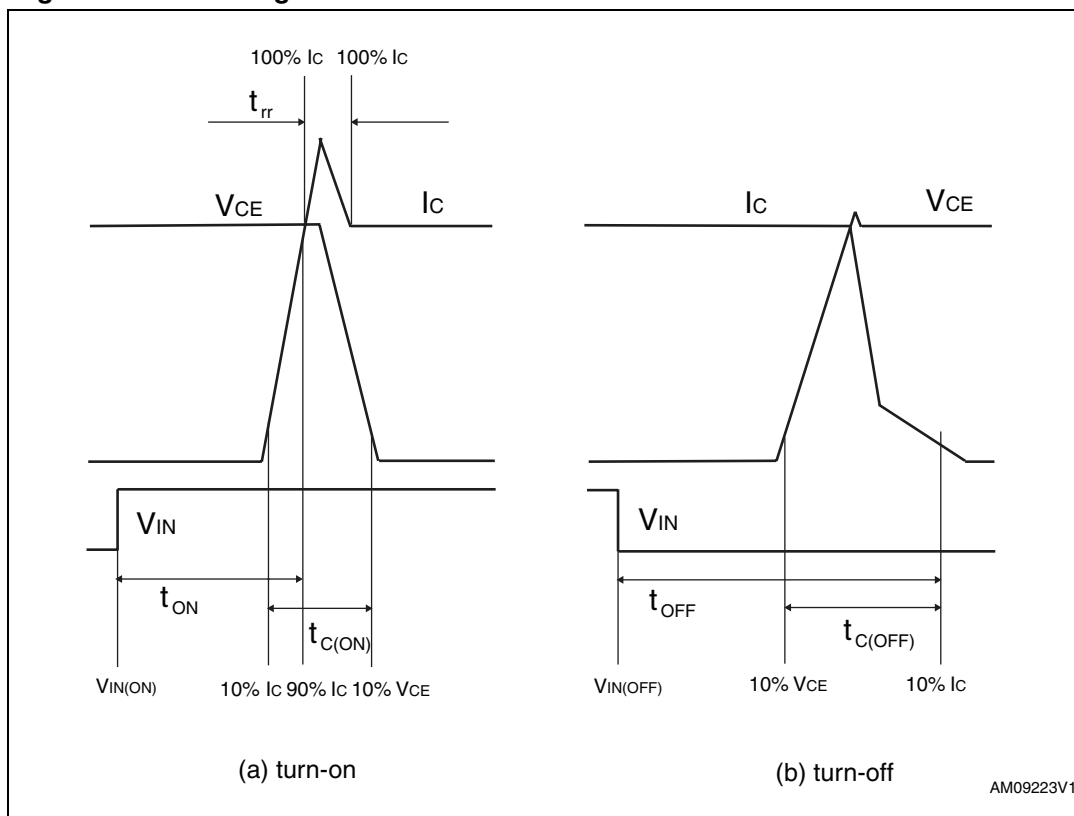 100% IC 100% IC
trr
VCE IC
VIN
tON
tC(ON)
VIN(ON) 10% IC 90% IC 10% VCE
(a) turn-on
IC VCE
VIN
tOFF
tC(OFF)
VIN(OFF) 10% VCE 10% IC
(b) turn-off
AM09223V1